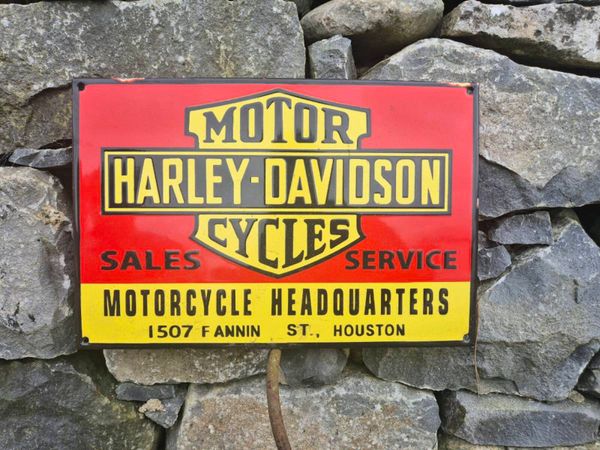 MOTOR
HARLEY-DAVIDSON
CYCLES
SALES SERVICE
MOTORCYCLE HEADQUARTERS
1507 FANNIN ST., HOUSTON